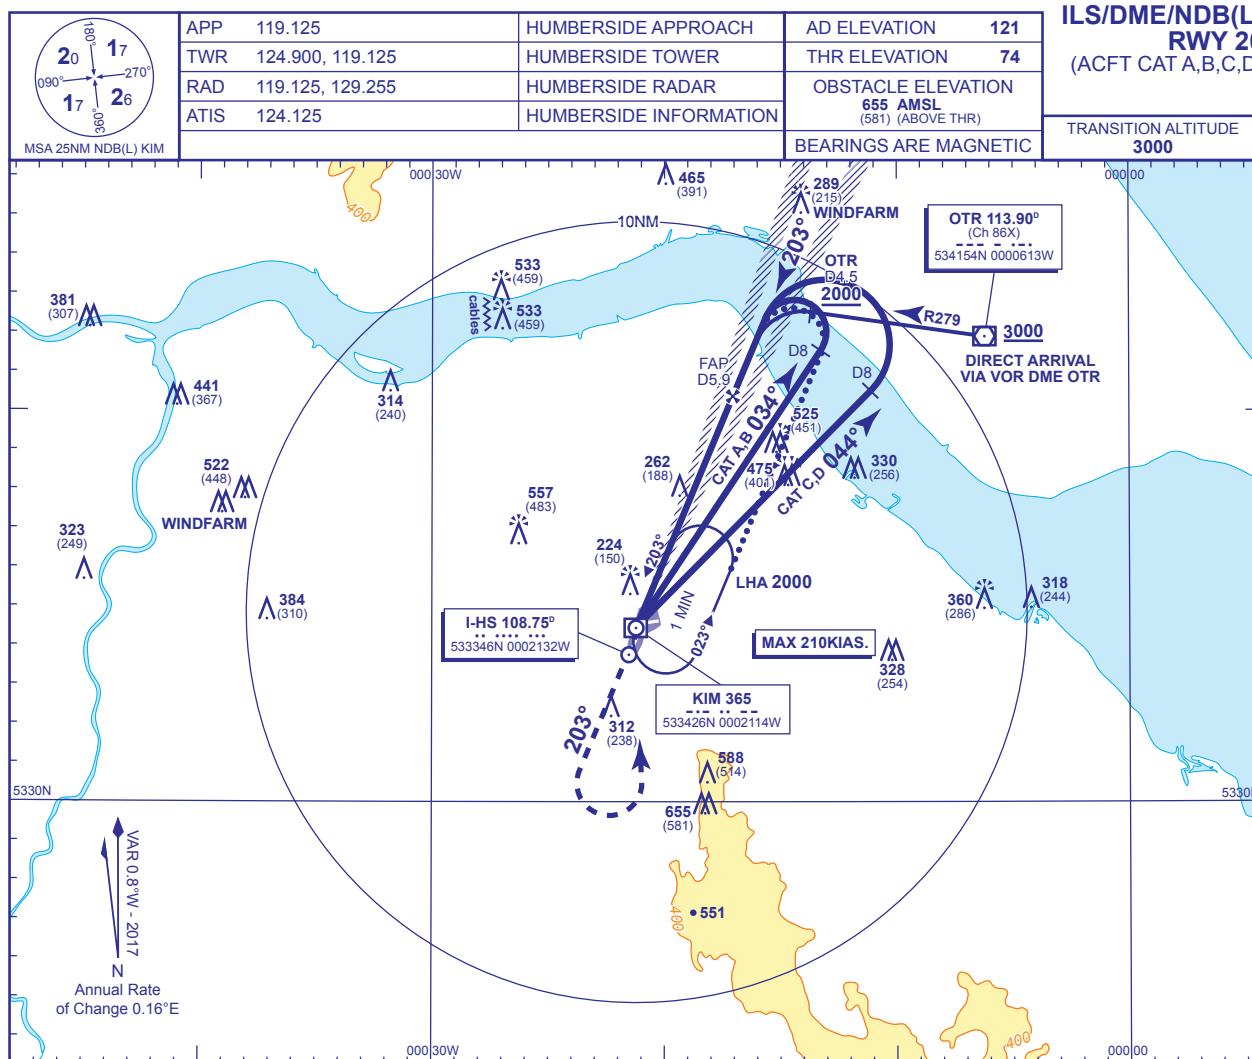 ILS/DME/NDB(L
RWY 20
(ACFT CAT A,B,C,D
TRANSITION ALTITUDE
3000
180°
270°
360°
090°
20
17
17
26
MSA 25NM NDB(L) KIM
APP 119.125 HUMBERSIDE APPROACH
TWR 124.900, 119.125 HUMBERSIDE TOWER
RAD 119.125, 129.255 HUMBERSIDE RADAR
ATIS 124.125 HUMBERSIDE INFORMATION
AD ELEVATION 121
THR ELEVATION 74
OBSTACLE ELEVATION
655 AMSL
(581) (ABOVE THR)
BEARINGS ARE MAGNETIC
000 30W
000 00
400
465
(391)
289
(215)
WINDFARM
10NM
203°
OTR
D4.5
2000
OTR 113.90ᴰ
(Ch 86X)
534154N 0000613W
R279
3000
DIRECT ARRIVAL
VIA VOR DME OTR
533
(459)
533
(459)
cables
381
(307)
441
(367)
314
(240)
FAP
D5.9
D8
D8
CAT A,B 034°
CAT C,D 044°
525
(451)
475
(401)
330
(256)
262
(188)
522
(448)
WINDFARM
557
(483)
323
(249)
224
(150)
203°
LHA 2000
1 MIN
023°
384
(310)
360
(286)
318
(244)
I-HS 108.75ᴰ
533346N 0002132W
MAX 210KIAS.
328
(254)
KIM 365
533426N 0002114W
312
(238)
203°
588
(514)
655
(581)
5330N
5330N
VAR 0.8°W - 2017
N
Annual Rate
of Change 0.16°E
551
400
400
000 30W
000 00